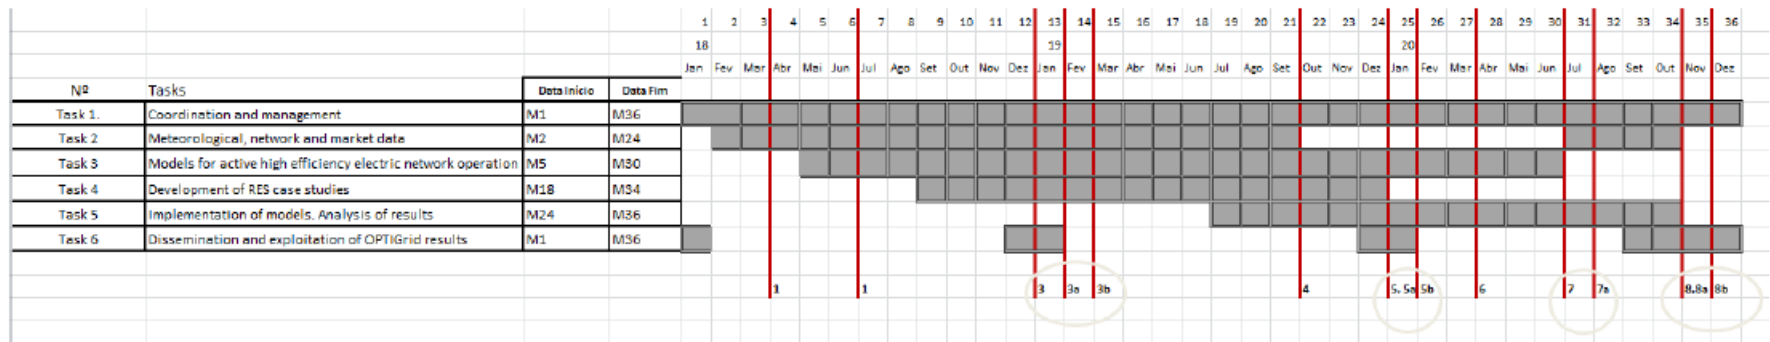 1 2 3 4 5 6 7 8 9 10 11 12 13 14 15 16 17 18 19 20 21 22 23 24 25 26 27 28 29 30 31 32 33 34 35 36
18 19 20
Jan Fev Mar Abr Mai Jun Jul Ago Set Out Nov Dez Jan Fev Mar Abr Mai Jun Jul Ago Set Out Nov Dez Jan Fev Mar Abr Mai Jun Jul Ago Set Out Nov Dez
Nº Tasks Data Início Data Fim
Task 1. Coordination and management M1 M36
Task 2 Meteorological, network and market data M2 M24
Task 3 Models for active high efficiency electric network operation M5 M30
Task 4 Development of RES case studies M18 M34
Task 5 Implementation of models. Analysis of results M24 M36
Task 6 Dissemination and exploitation of OPTIGrid results M1 M36
1 1 3 3a 3b 4 5. 5a 5b 6 7 7a 8.8a 8b